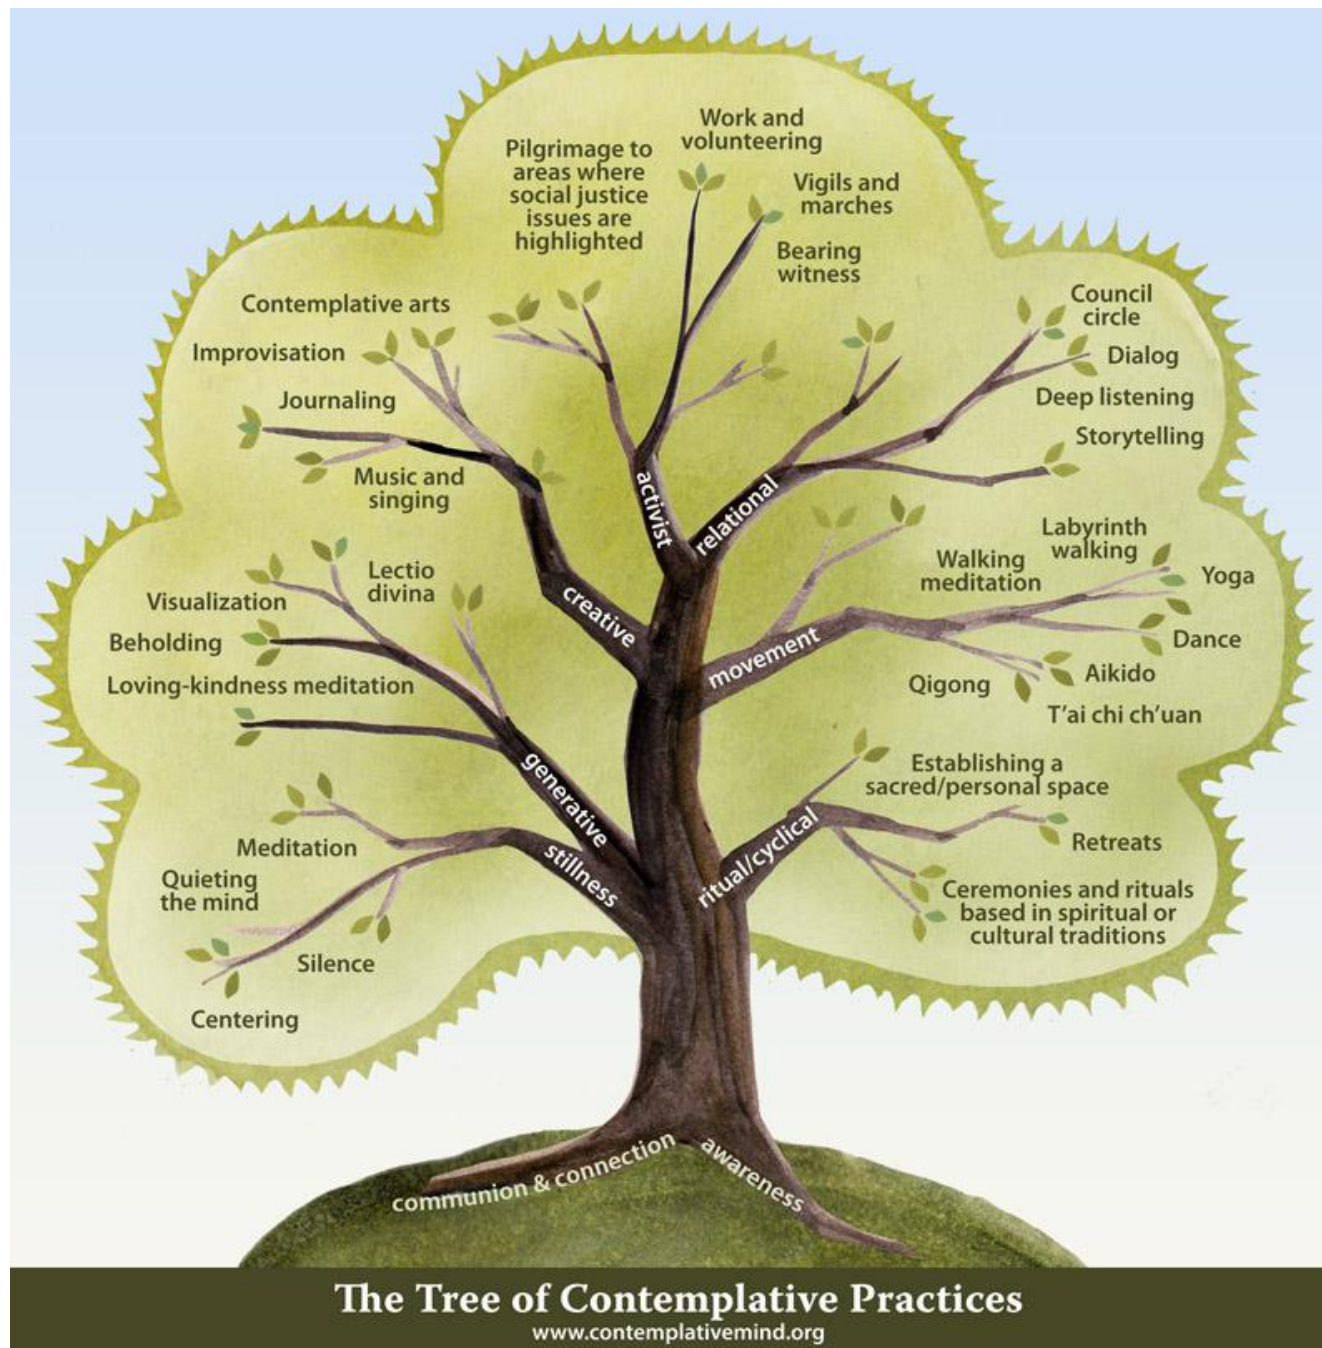 Work and
volunteering
Pilgrimage to
areas where
social justice
issues are
highlighted
Vigils and
marches
Bearing
witness
Contemplative arts
Improvisation
Journaling
Music and
singing
Council
circle
Dialog
Deep listening
Storytelling
activist
relational
creative
movement
Labyrinth
walking
Walking
meditation
Yoga
Dance
Aikido
Qigong
T'ai chi ch'uan
Lectio
divina
Visualization
Beholding
Loving-kindness meditation
generative
stillness
ritual/cyclical
Establishing a
sacred/personal space
Retreats
Ceremonies and rituals
based in spiritual or
cultural traditions
Meditation
Quieting
the mind
Silence
Centering
communion & connection
awareness
The Tree of Contemplative Practices
www.contemplativemind.org